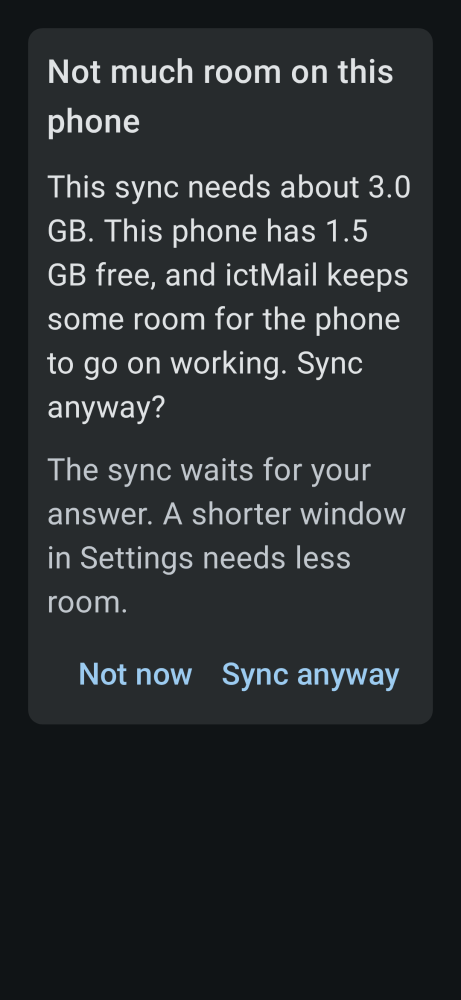 Not much room on this
phone
This sync needs about 3.0
GB. This phone has 1.5
GB free, and ictMail keeps
some room for the phone
to go on working. Sync
anyway?
The sync waits for your
answer. A shorter window
in Settings needs less
room.
Not now Sync anyway